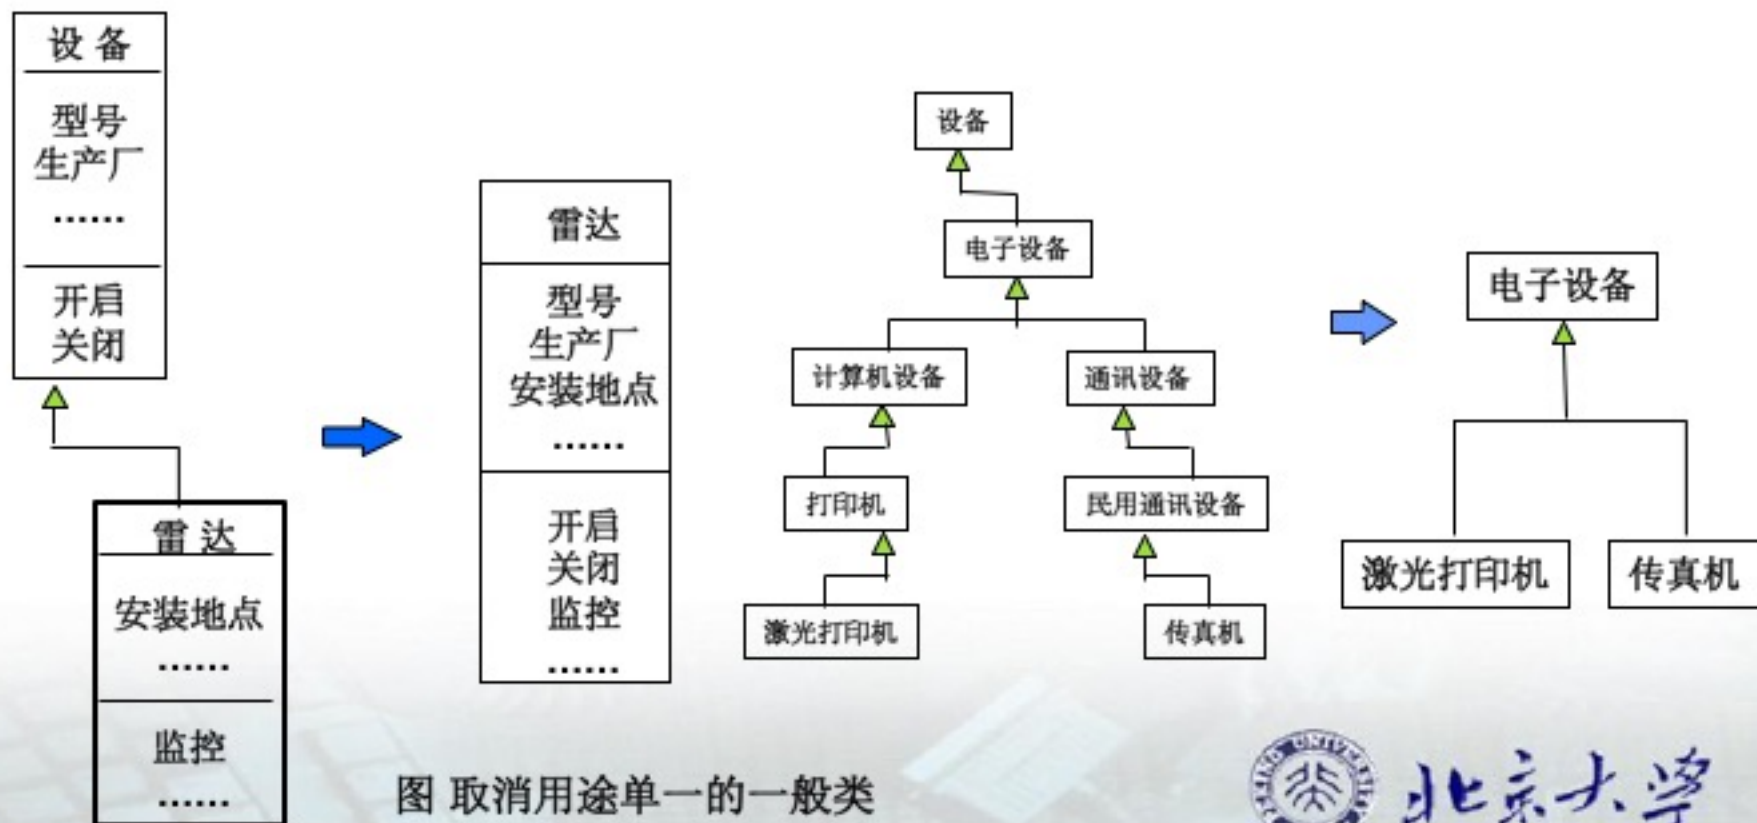 设 备
型号
生产厂
……
开启
关闭
雷 达
安装地点
……
监控
……
雷达
型号
生产厂
安装地点
……
开启
关闭
监控
……
设备
电子设备
计算机设备
通讯设备
打印机
民用通讯设备
激光打印机
传真机
电子设备
激光打印机
传真机
图 取消用途单一的一般类
北京大学